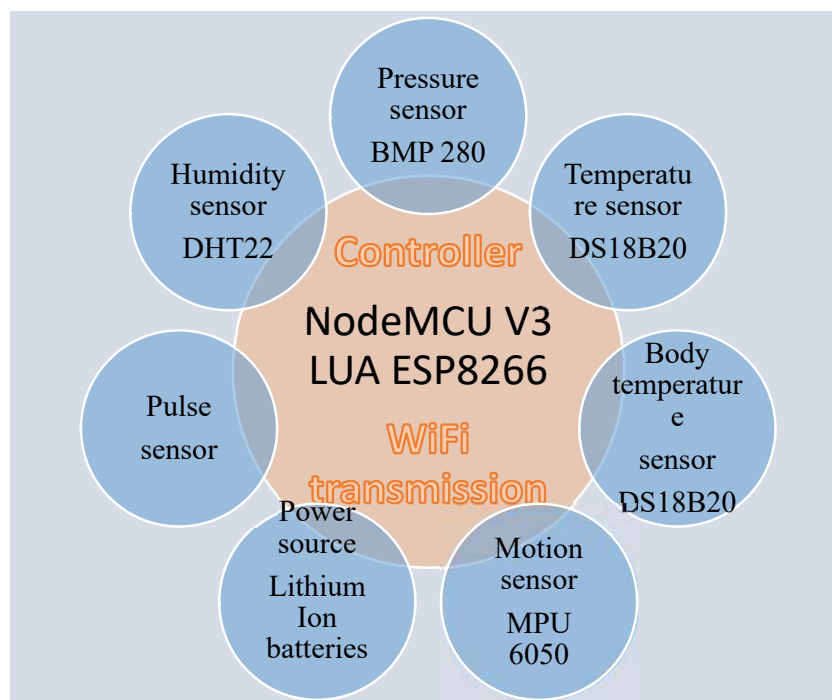 Pressure
sensor
BMP 280
Humidity
sensor
DHT22
Temperatu
re sensor
DS18B20
Controller
NodeMCU V3
LUA ESP8266
WiFi
transmission
Pulse
sensor
Body
temperatur
e
sensor
DS18B20
Power
source
Lithium
Ion
batteries
Motion
sensor
MPU
6050